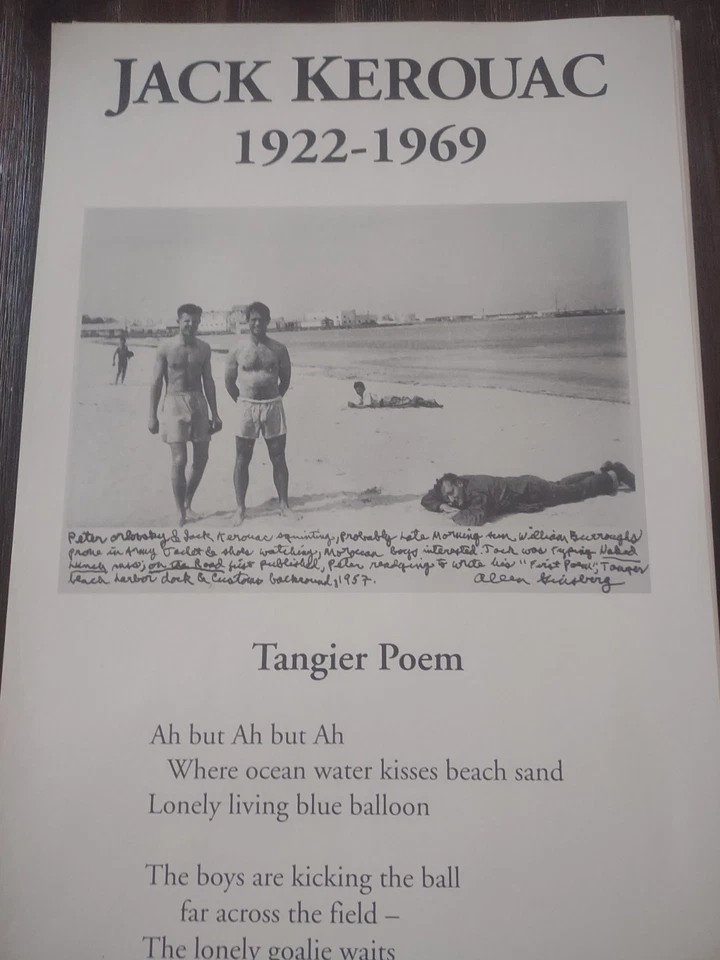 JACK KEROUAC
1922-1969
Peter Orlovsky & Jack Kerouac squinting, probably late morning sun, William Burroughs
prone in Army Jacket & shoes watching, Moroccan boys interested. Jack was typing Naked
Lunch mss; On the Road first published, Peter readying to write his "First Poem", Tanger
beach harbor dock & Customs background, 1957. Allen Ginsberg
Tangier Poem
Ah but Ah but Ah
Where ocean water kisses beach sand
Lonely living blue balloon
The boys are kicking the ball
far across the field –
The lonely goalie waits